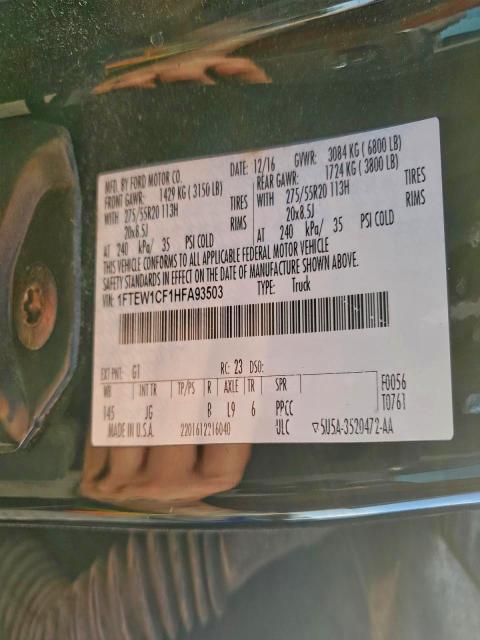 MFD. BY FORD MOTOR CO. DATE: 12/16 GVWR: 3084 KG ( 6800 LB)
FRONT GAWR: 1429 KG ( 3150 LB) REAR GAWR: 1724 KG ( 3800 LB)
WITH 275/55R20 113H TIRES WITH 275/55R20 113H TIRES
20x8.5J RIMS 20x8.5J RIMS
AT 240 kPa/ 35 PSI COLD AT 240 kPa/ 35 PSI COLD
THIS VEHICLE CONFORMS TO ALL APPLICABLE FEDERAL MOTOR VEHICLE
SAFETY STANDARDS IN EFFECT ON THE DATE OF MANUFACTURE SHOWN ABOVE.
VIN: 1FTEW1CF1HFA93503 TYPE: Truck
EXT PNT: G1 RC: 23 DSO:
WB INT TR TP/PS R AXLE TR SPR F0056
145 JG B L9 6 PPCC T0761
MADE IN U.S.A. 2201612216040 ULC ▽5U5A-3520472-AA